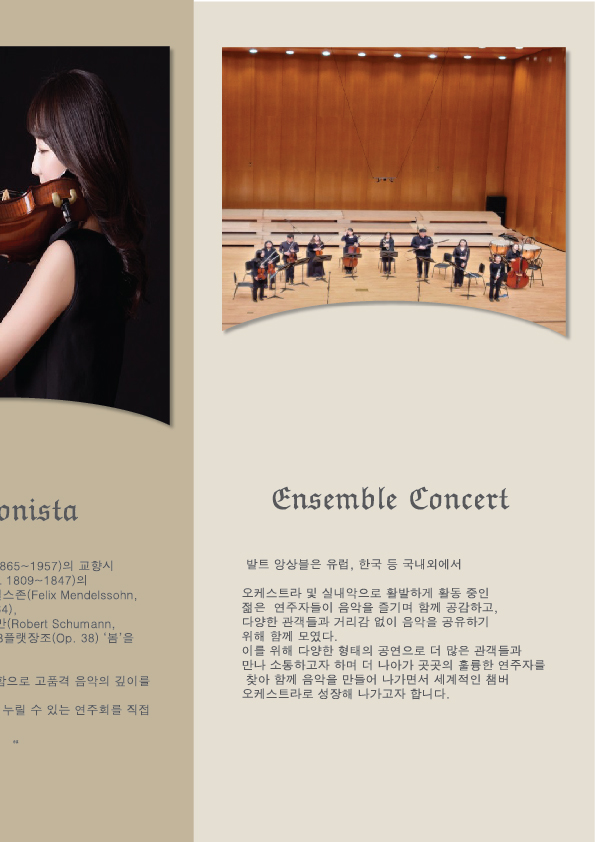 onista
865~1957)의 교향시
1809~1847)의
스존(Felix Mendelssohn,
4),
만(Robert Schumann,
B플랫장조(Op. 38) ‘봄’을
함으로 고품격 음악의 깊이를
누릴 수 있는 연주회를 직접
Ensemble Concert
발트 앙상블은 유럽, 한국 등 국내외에서
오케스트라 및 실내악으로 활발하게 활동 중인
젊은 연주자들이 음악을 즐기며 함께 공감하고,
다양한 관객들과 거리감 없이 음악을 공유하기
위해 함께 모였다.
이를 위해 다양한 형태의 공연으로 더 많은 관객들과
만나 소통하고자 하며 더 나아가 곳곳의 훌륭한 연주자를
찾아 함께 음악을 만들어 나가면서 세계적인 챔버
오케스트라로 성장해 나가고자 합니다.